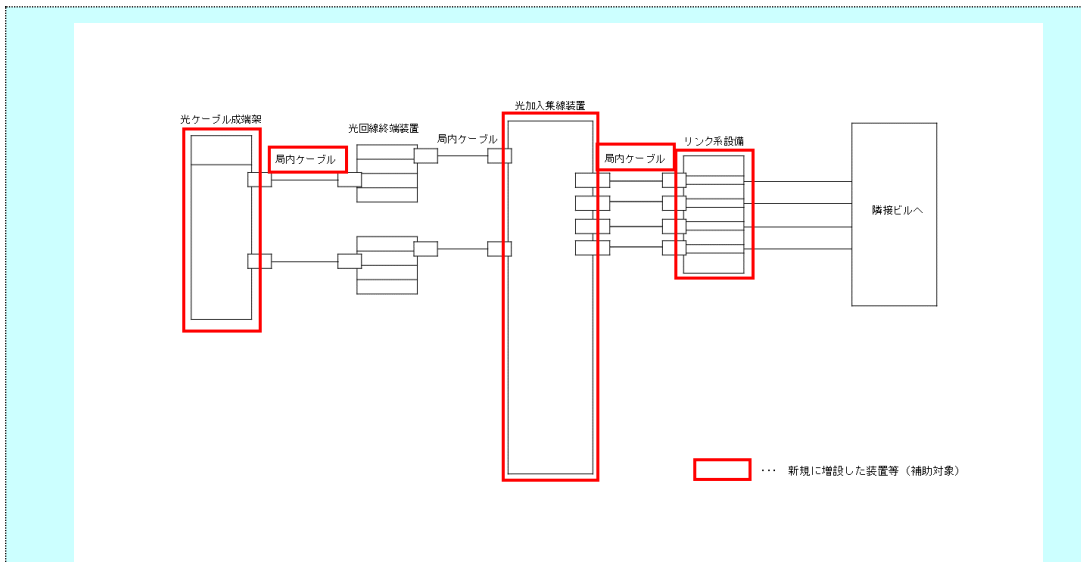 光加入集線装置
光ケーブル成端架
光回線終端装置
局内ケーブル
リンク系設備
局内ケーブル
局内ケーブル
隣接ビルへ
･･･ 新規に増設した装置等（補助対象）